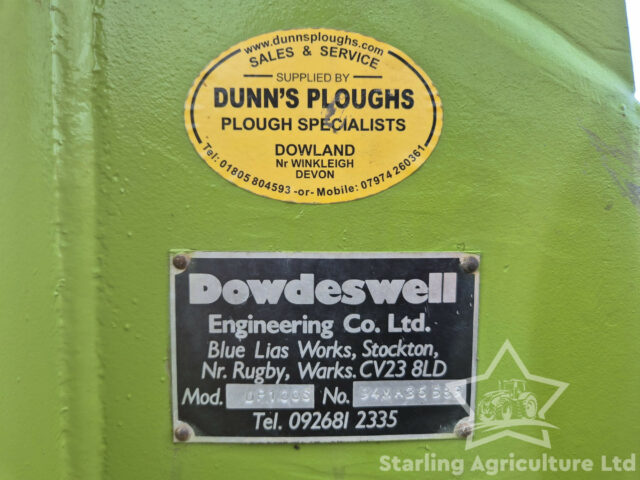 www.dunnsploughs.com
SALES & SERVICE
SUPPLIED BY
DUNN'S PLOUGHS
PLOUGH SPECIALISTS
DOWLAND
Nr WINKLEIGH
DEVON
Tel: 01805 804593 -or- Mobile: 07974 260361
Dowdeswell
Engineering Co. Ltd.
Blue Lias Works, Stockton,
Nr. Rugby, Warks. CV23 8LD
Mod. DP100S No.
Tel. 092681 2335
Starling Agriculture Ltd